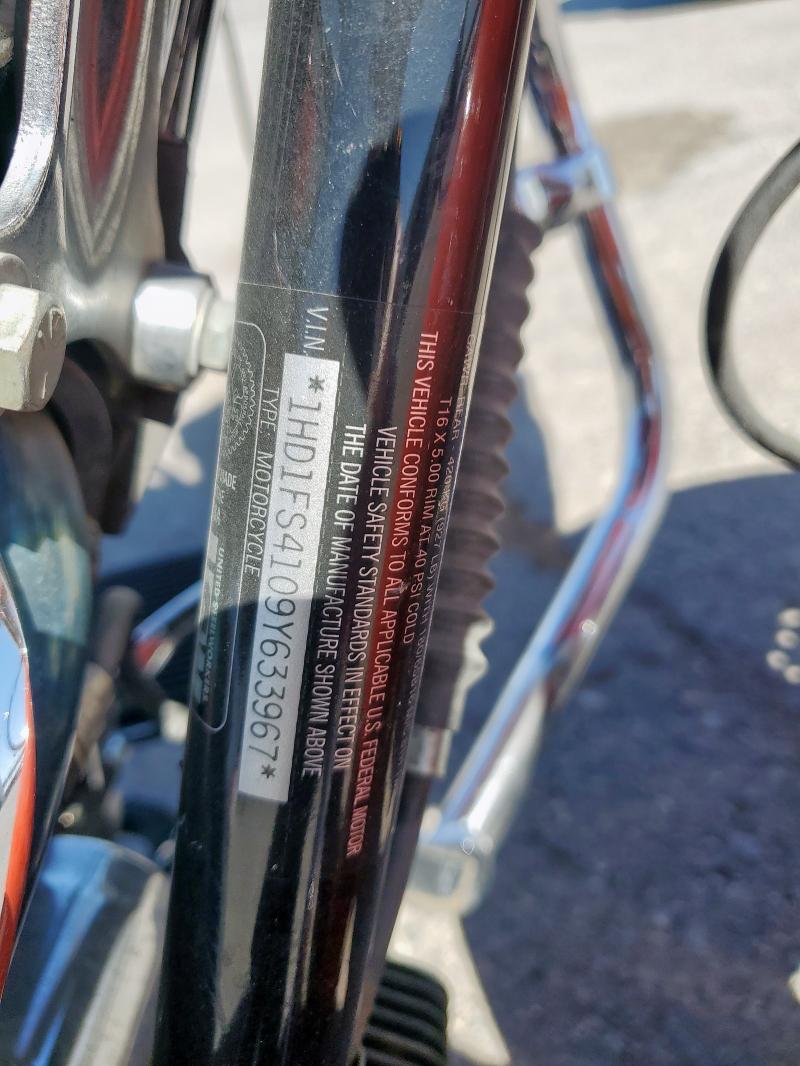 T16 X 5.00 RIM AT 40 PSI COLD
THIS VEHICLE CONFORMS TO ALL APPLICABLE U.S. FEDERAL MOTOR
VEHICLE SAFETY STANDARDS IN EFFECT ON
THE DATE OF MANUFACTURE SHOWN ABOVE
V.I.N.
*1HD1FS4109Y633967*
TYPE MOTORCYCLE